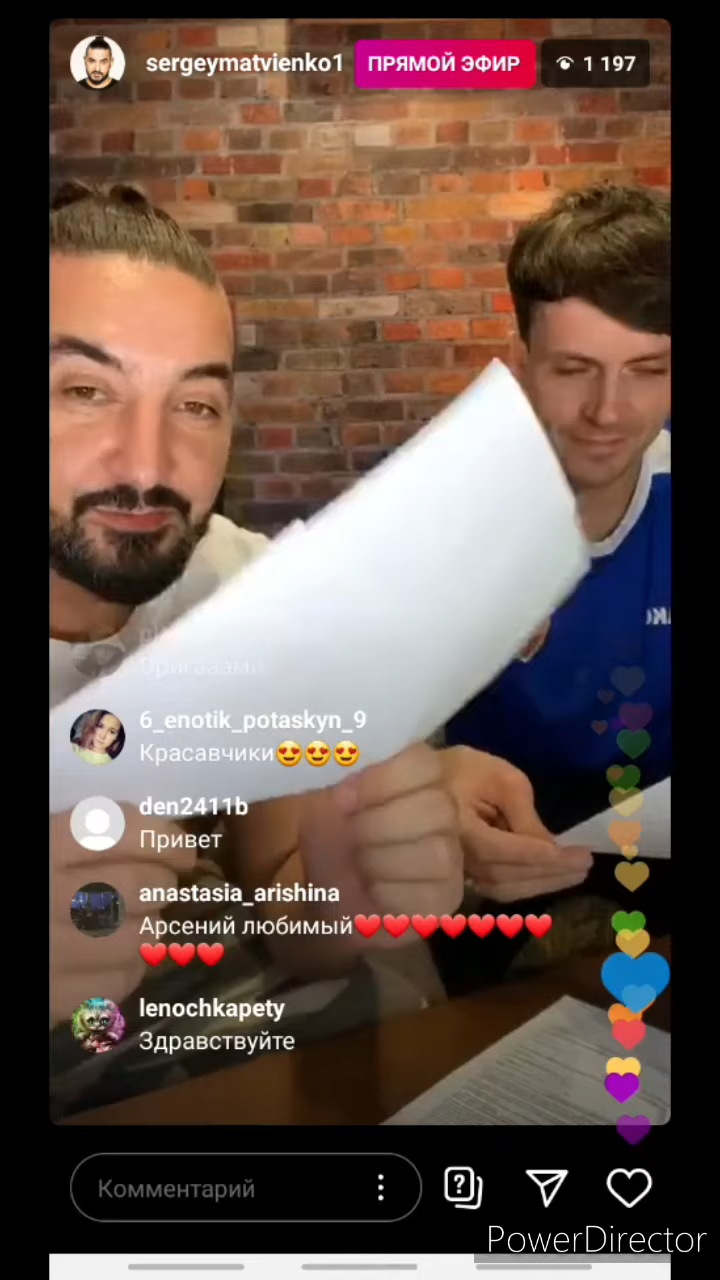 sergeymatvienko1 ПРЯМОЙ ЭФИР 1 197
6_enotik_potaskyn_9
Красавчики😍😍😍
den2411b
Привет
anastasia_arishina
Арсений любимый❤️❤️❤️❤️❤️❤️❤️
❤️❤️❤️
lenochkapety
Здравствуйте
Комментарий
PowerDirector